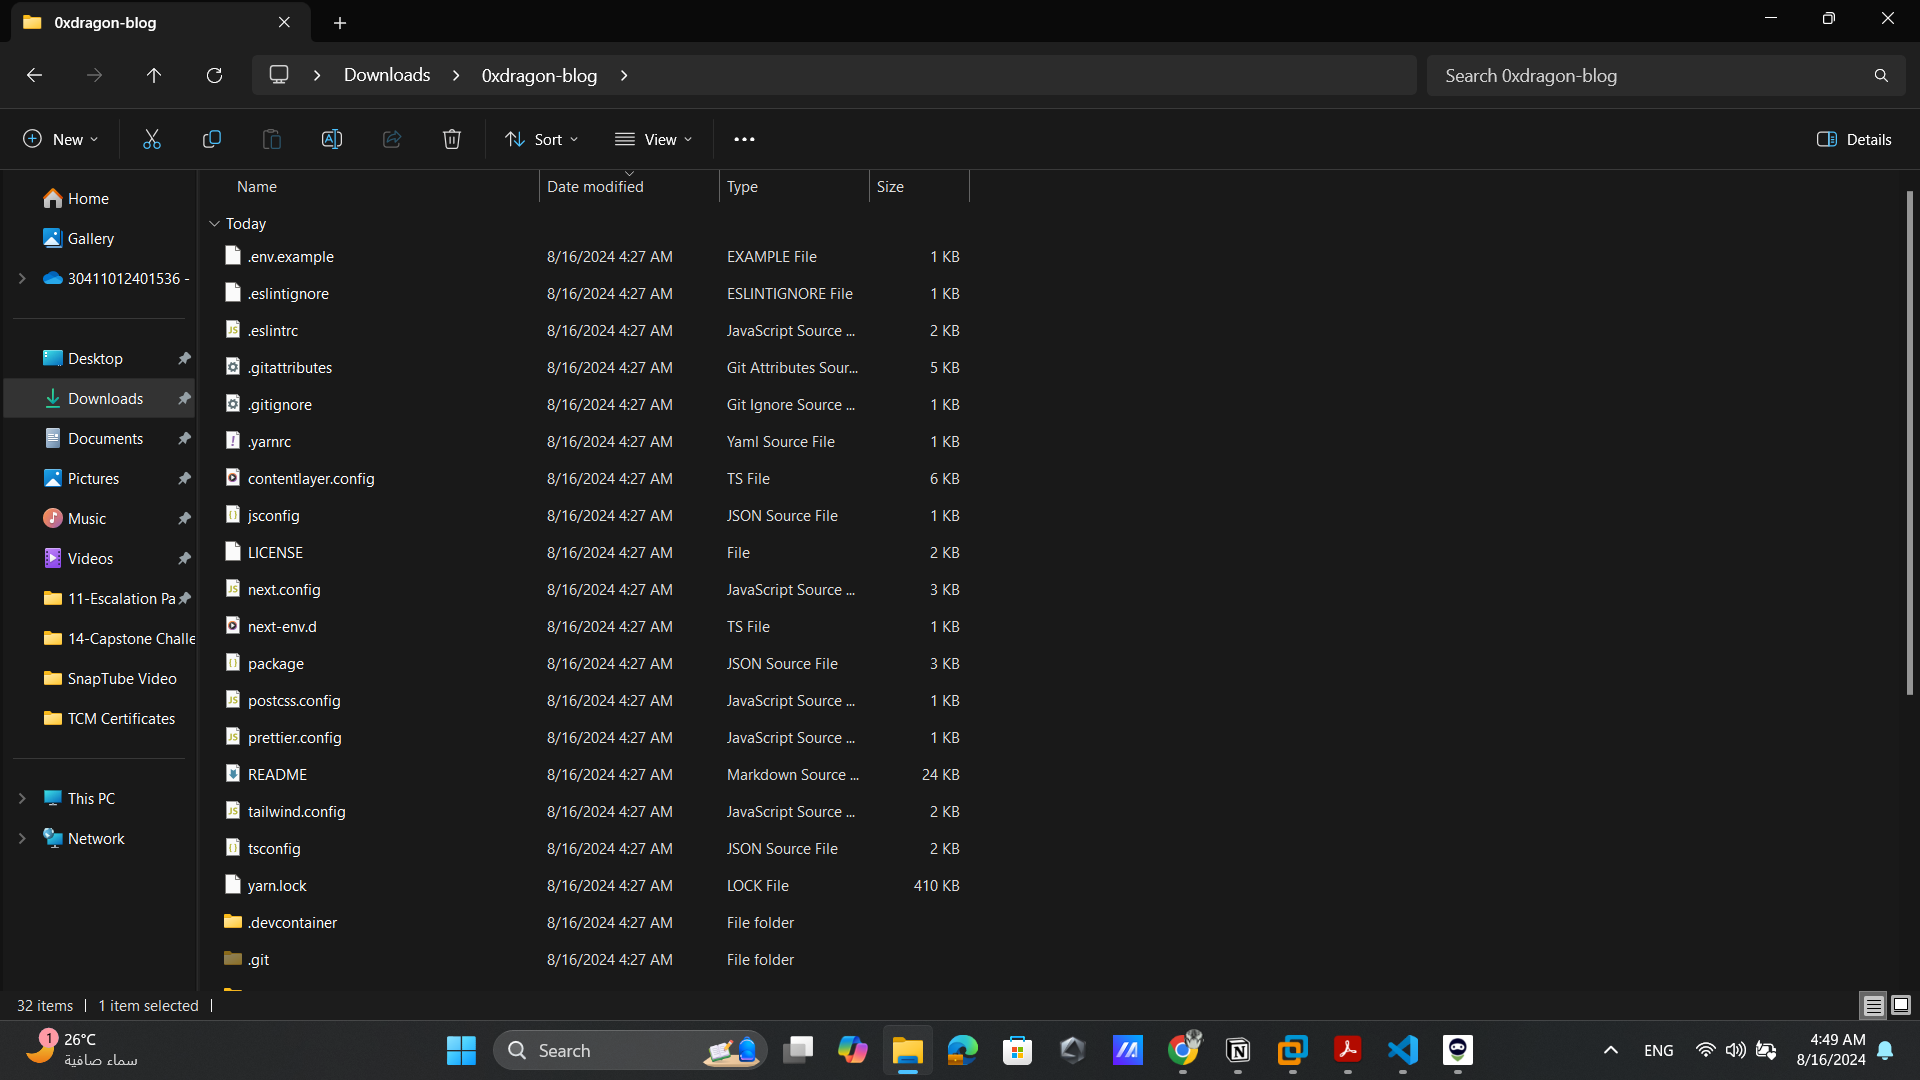 0xdragon-blog
Downloads
0xdragon-blog
Search 0xdragon-blog
New
Sort
View
Details
Home
Gallery
30411012401536 -
Desktop
Downloads
Documents
Pictures
Music
Videos
11-Escalation Pa
14-Capstone Challe
SnapTube Video
TCM Certificates
This PC
Network
Name Date modified Type Size
Today
.env.example 8/16/2024 4:27 AM EXAMPLE File 1 KB
.eslintignore 8/16/2024 4:27 AM ESLINTIGNORE File 1 KB
.eslintrc 8/16/2024 4:27 AM JavaScript Source ... 2 KB
.gitattributes 8/16/2024 4:27 AM Git Attributes Sour... 5 KB
.gitignore 8/16/2024 4:27 AM Git Ignore Source ... 1 KB
.yarnrc 8/16/2024 4:27 AM Yaml Source File 1 KB
contentlayer.config 8/16/2024 4:27 AM TS File 6 KB
jsconfig 8/16/2024 4:27 AM JSON Source File 1 KB
LICENSE 8/16/2024 4:27 AM File 2 KB
next.config 8/16/2024 4:27 AM JavaScript Source ... 3 KB
next-env.d 8/16/2024 4:27 AM TS File 1 KB
package 8/16/2024 4:27 AM JSON Source File 3 KB
postcss.config 8/16/2024 4:27 AM JavaScript Source ... 1 KB
prettier.config 8/16/2024 4:27 AM JavaScript Source ... 1 KB
README 8/16/2024 4:27 AM Markdown Source ... 24 KB
tailwind.config 8/16/2024 4:27 AM JavaScript Source ... 2 KB
tsconfig 8/16/2024 4:27 AM JSON Source File 2 KB
yarn.lock 8/16/2024 4:27 AM LOCK File 410 KB
.devcontainer 8/16/2024 4:27 AM File folder
.git 8/16/2024 4:27 AM File folder
32 items 1 item selected
1
26°C
سماء صافية
Search
ENG
4:49 AM
8/16/2024